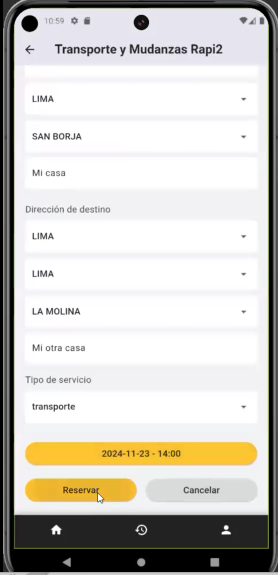 10:59
Transporte y Mudanzas Rapi2
LIMA
SAN BORJA
Mi casa
Dirección de destino
LIMA
LIMA
LA MOLINA
Mi otra casa
Tipo de servicio
transporte
2024-11-23 - 14:00
Reservar
Cancelar